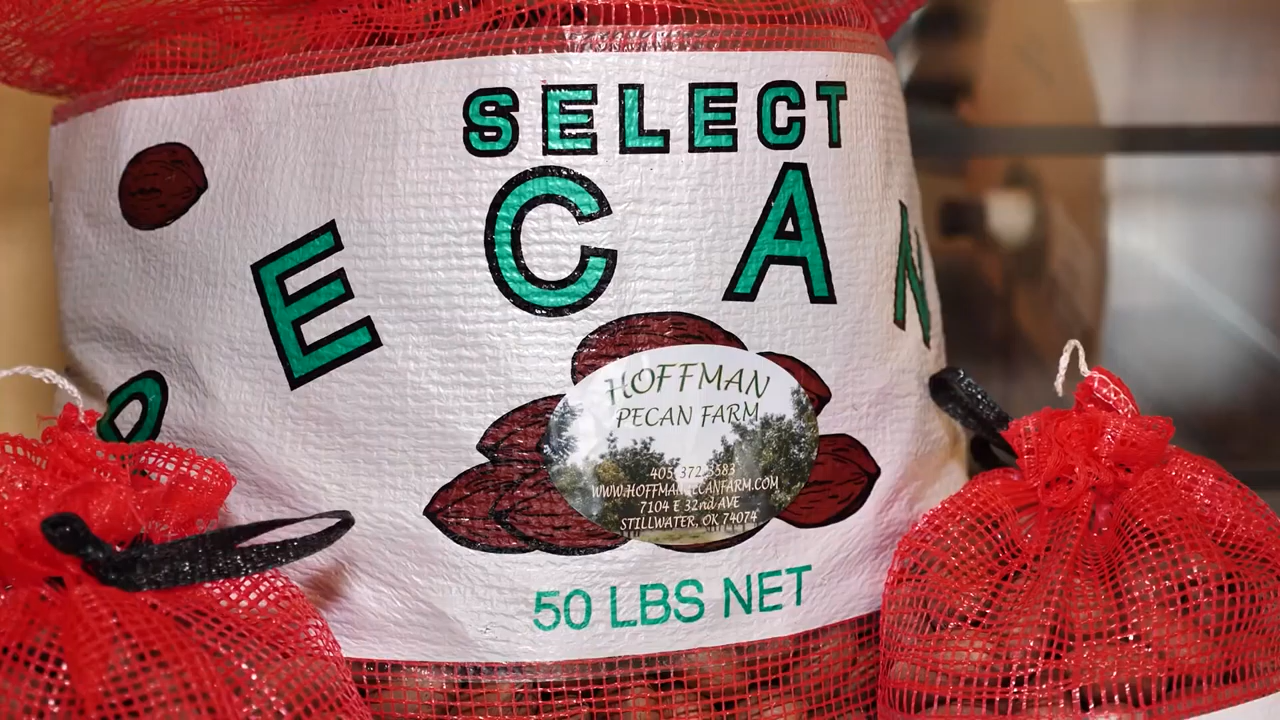 SELECT
PECAN
HOFFMAN
PECAN FARM
405-372-3583
WWW.HOFFMANPECANFARM.COM
7104 E 32nd AVE
STILLWATER, OK 74074
50 LBS NET